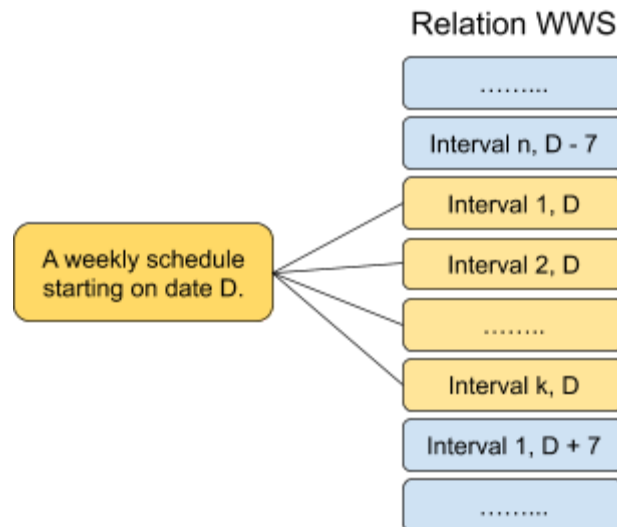 Relation WWS
………...
Interval n, D - 7
Interval 1, D
A weekly schedule
starting on date D.
Interval 2, D
……..
Interval k, D
Interval 1, D + 7
………...